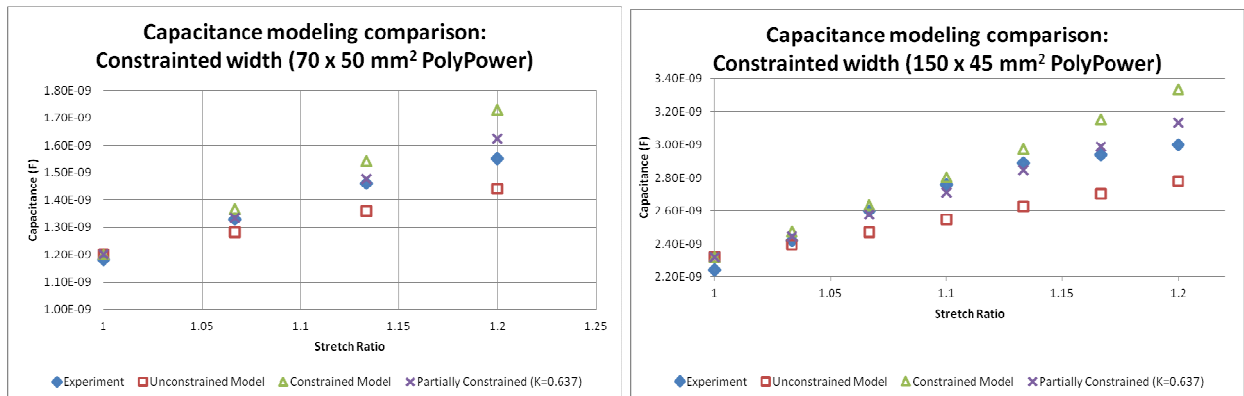 Capacitance modeling comparison:
Constrainted width (70 x 50 mm² PolyPower)
1.80E-09
1.70E-09
1.60E-09
1.50E-09
1.40E-09
1.30E-09
1.20E-09
1.10E-09
1.00E-09
Capacitance (F)
1
1.05
1.1
1.15
1.2
1.25
Stretch Ratio
Experiment
Unconstrained Model
Constrained Model
Partially Constrained (K=0.637)
Capacitance modeling comparison:
Constrainted width (150 x 45 mm² PolyPower)
3.40E-09
3.20E-09
3.00E-09
2.80E-09
2.60E-09
2.40E-09
2.20E-09
Capacitance (F)
1
1.05
1.1
1.15
1.2
Stretch Ratio
Experiment
Unconstrained Model
Constrained Model
Partially Constrained (K=0.637)